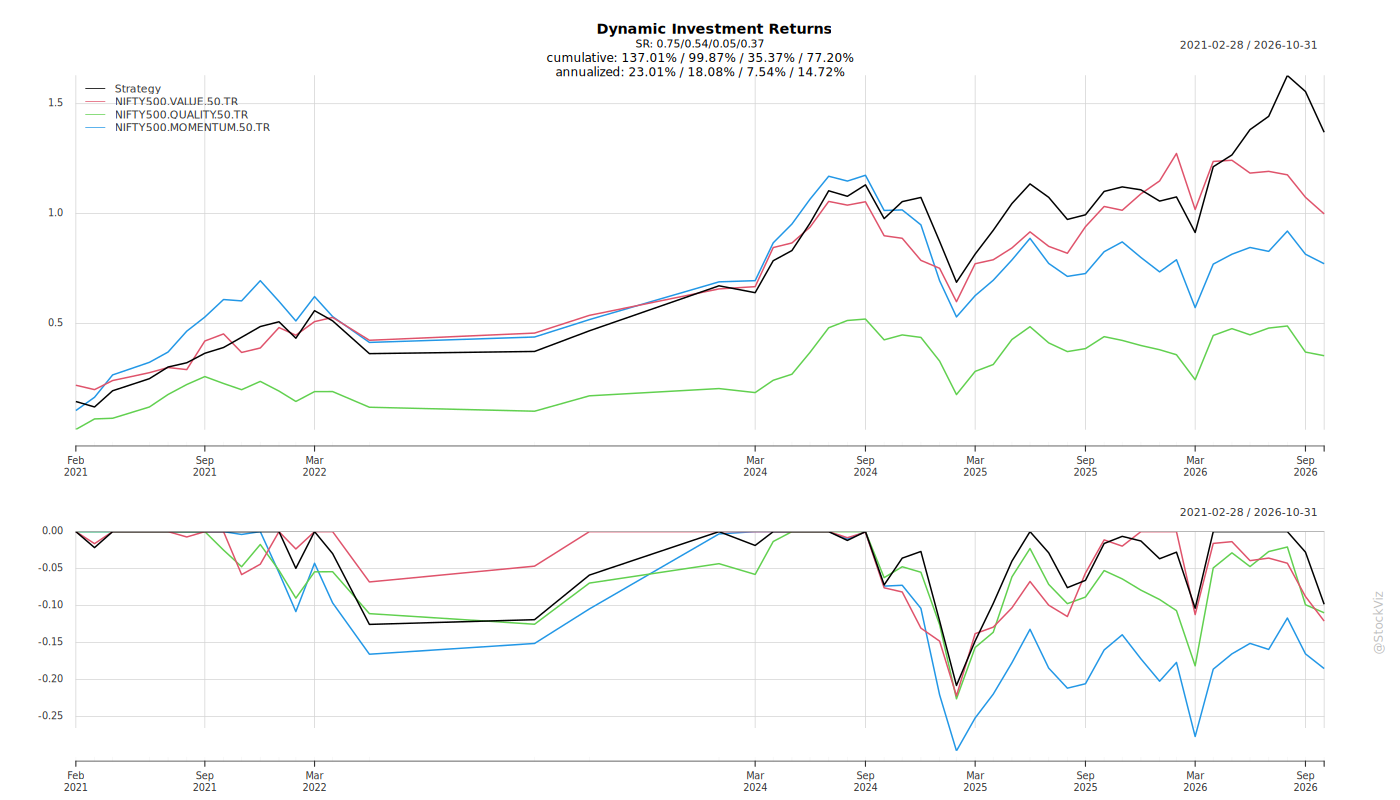 Dynamic Investment Returns
SR: 0.75/0.54/0.05/0.37
cumulative: 137.01% / 99.87% / 35.37% / 77.20%
annualized: 23.01% / 18.08% / 7.54% / 14.72%
2021-02-28 / 2026-10-31
Strategy
NIFTY500.VALUE.50.TR
NIFTY500.QUALITY.50.TR
NIFTY500.MOMENTUM.50.TR
1.5
1.0
0.5
Feb Sep Mar Mar Sep Mar Sep Mar Sep
2021 2021 2022 2024 2024 2025 2025 2026 2026
2021-02-28 / 2026-10-31
0.00
-0.05
-0.10
-0.15
-0.20
-0.25
Feb Sep Mar Mar Sep Mar Sep Mar Sep
2021 2021 2022 2024 2024 2025 2025 2026 2026
@StockViz